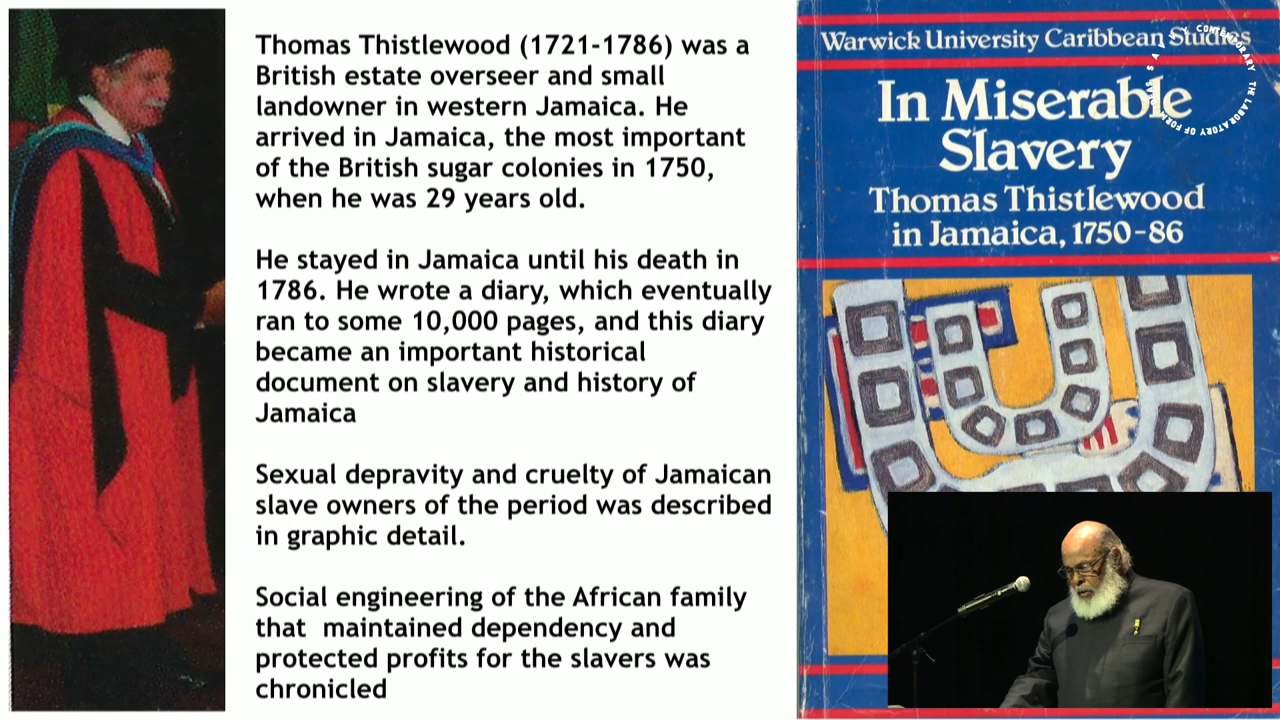 Thomas Thistlewood (1721-1786) was a
British estate overseer and small
landowner in western Jamaica. He
arrived in Jamaica, the most important
of the British sugar colonies in 1750,
when he was 29 years old.
He stayed in Jamaica until his death in
1786. He wrote a diary, which eventually
ran to some 10,000 pages, and this diary
became an important historical
document on slavery and history of
Jamaica
Sexual depravity and cruelty of Jamaican
slave owners of the period was described
in graphic detail.
Social engineering of the African family
that  maintained dependency and
protected profits for the slavers was
chronicled
Warwick University Caribbean Studies
In Miserable
Slavery
Thomas Thistlewood
in Jamaica, 1750-86
SAVVY CONTEMPORARY THE LABORATORY OF FORM